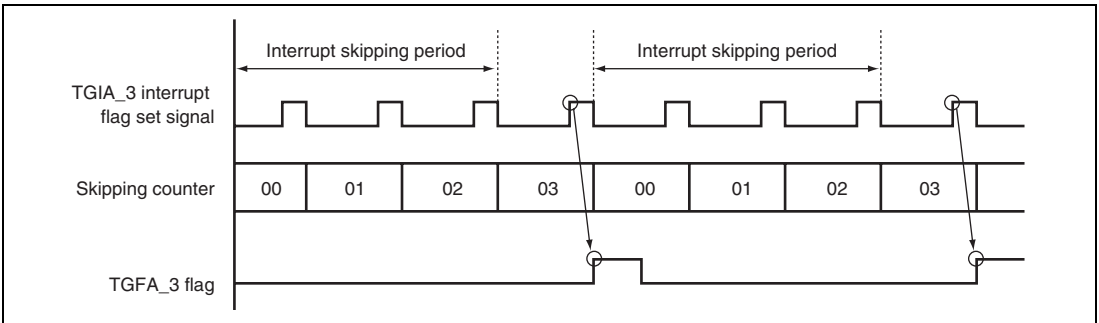 Interrupt skipping period Interrupt skipping period
TGIA_3 interrupt
flag set signal
Skipping counter 00 01 02 03 00 01 02 03
TGFA_3 flag